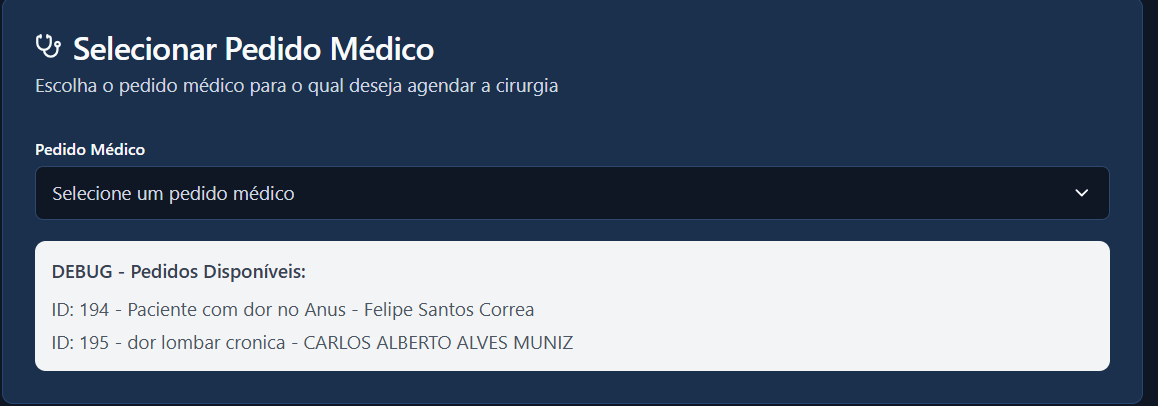 Selecionar Pedido Médico
Escolha o pedido médico para o qual deseja agendar a cirurgia
Pedido Médico
Selecione um pedido médico
DEBUG - Pedidos Disponíveis:
ID: 194 - Paciente com dor no Anus - Felipe Santos Correa
ID: 195 - dor lombar cronica - CARLOS ALBERTO ALVES MUNIZ